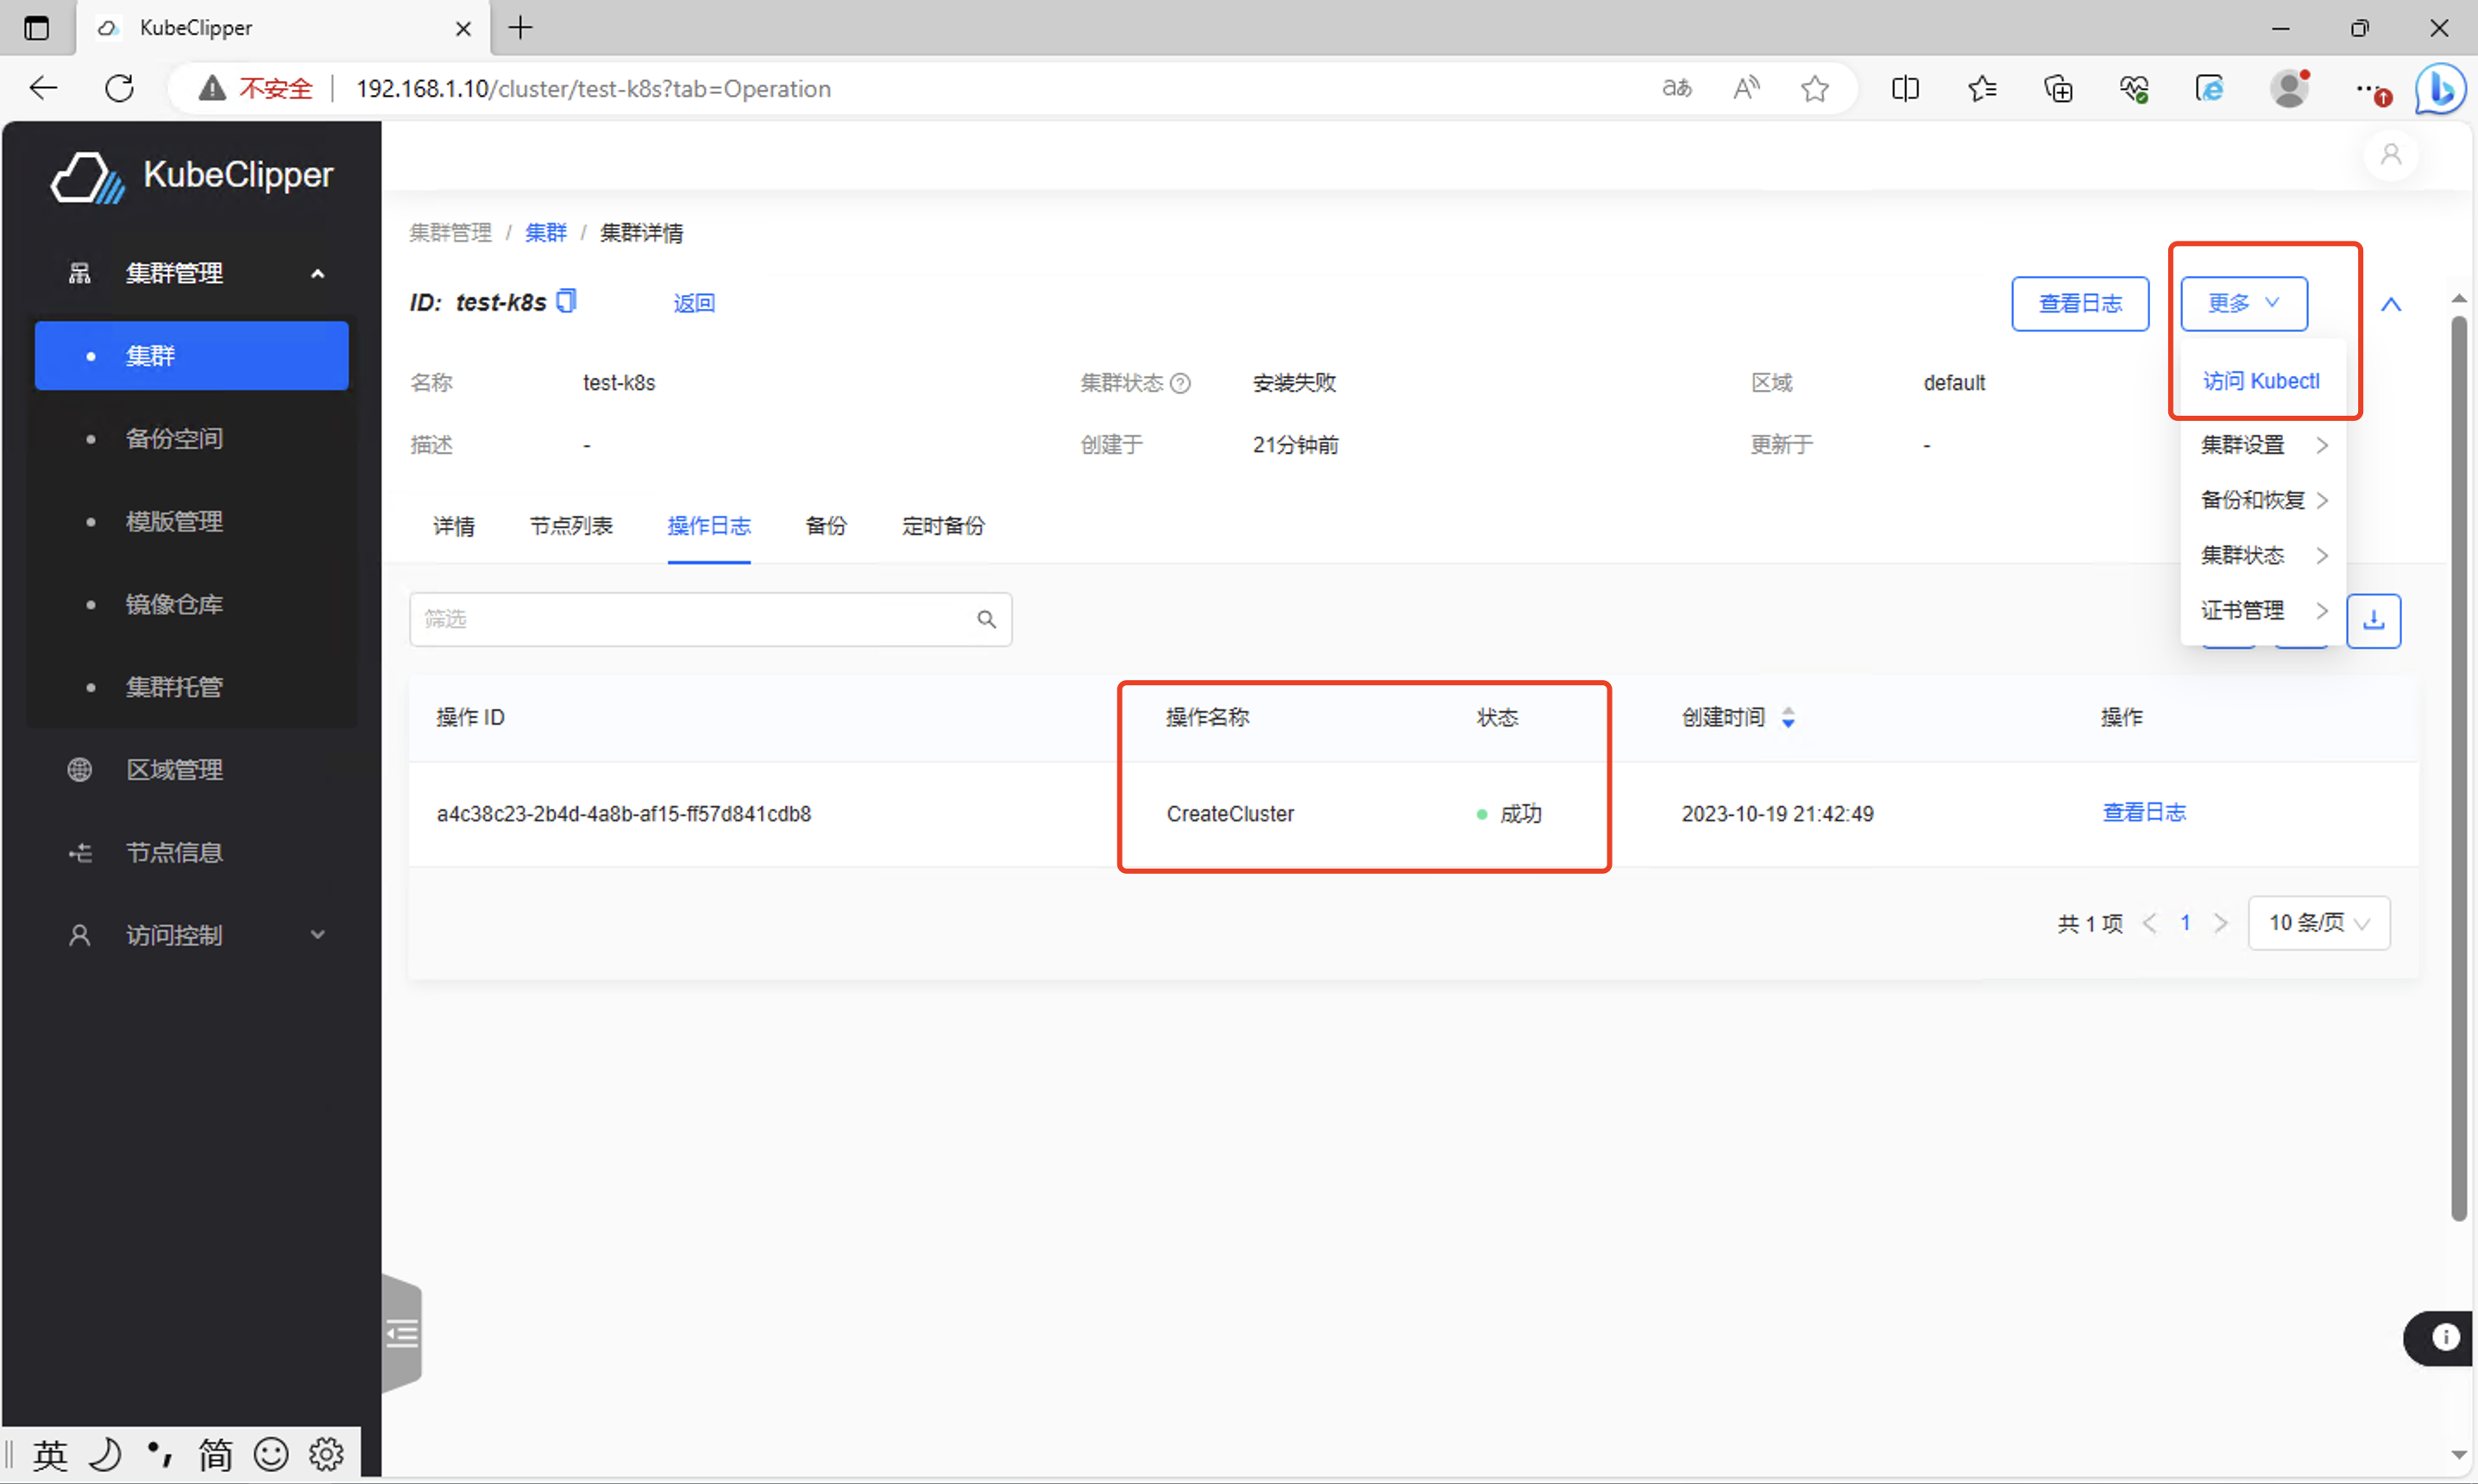 KubeClipper
不安全 192.168.1.10/cluster/test-k8s?tab=Operation
KubeClipper
集群管理
集群
备份空间
模版管理
镜像仓库
集群托管
区域管理
节点信息
访问控制
集群管理 / 集群 / 集群详情
ID: test-k8s 返回
查看日志 更多
名称 test-k8s 集群状态 安装失败 区域 default
描述 - 创建于 21分钟前 更新于 -
访问 Kubectl
集群设置
备份和恢复
集群状态
证书管理
详情 节点列表 操作日志 备份 定时备份
筛选
操作 ID 操作名称 状态 创建时间 操作
a4c38c23-2b4d-4a8b-af15-ff57d841cdb8 CreateCluster 成功 2023-10-19 21:42:49 查看日志
共 1 项 < 1 > 10 条/页
英 简